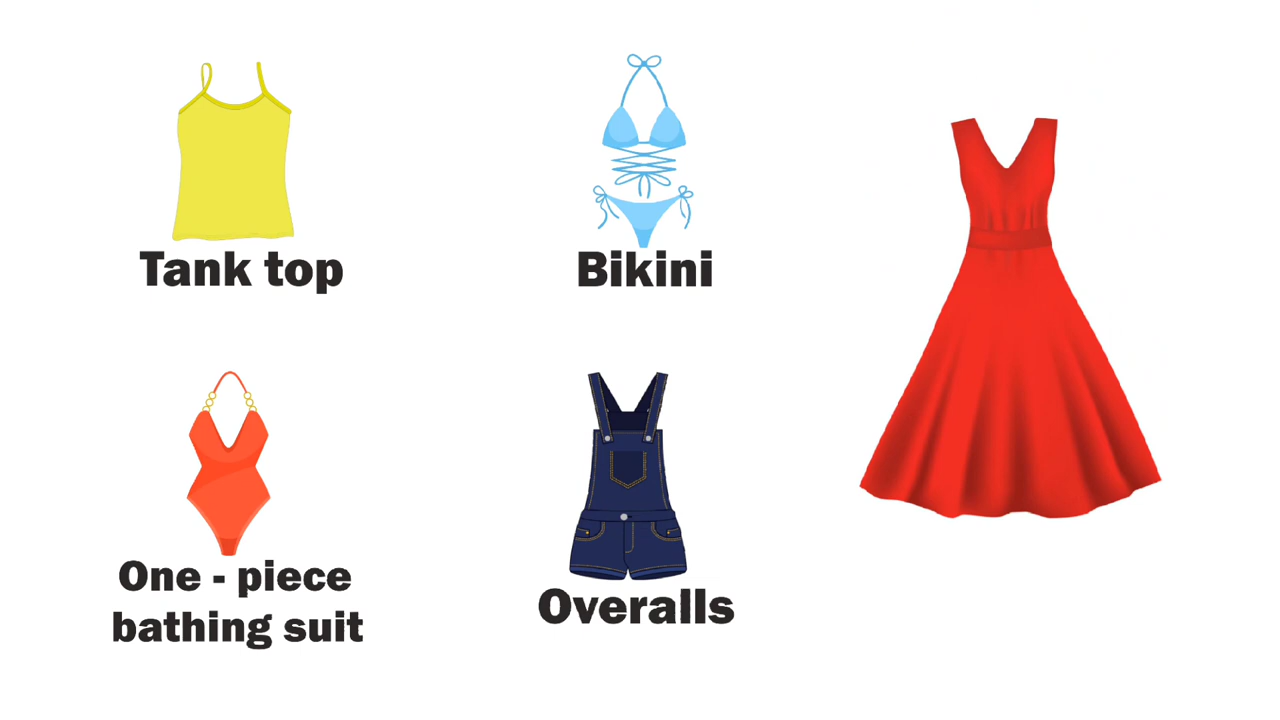 Tank top
Bikini
One - piece
bathing suit
Overalls